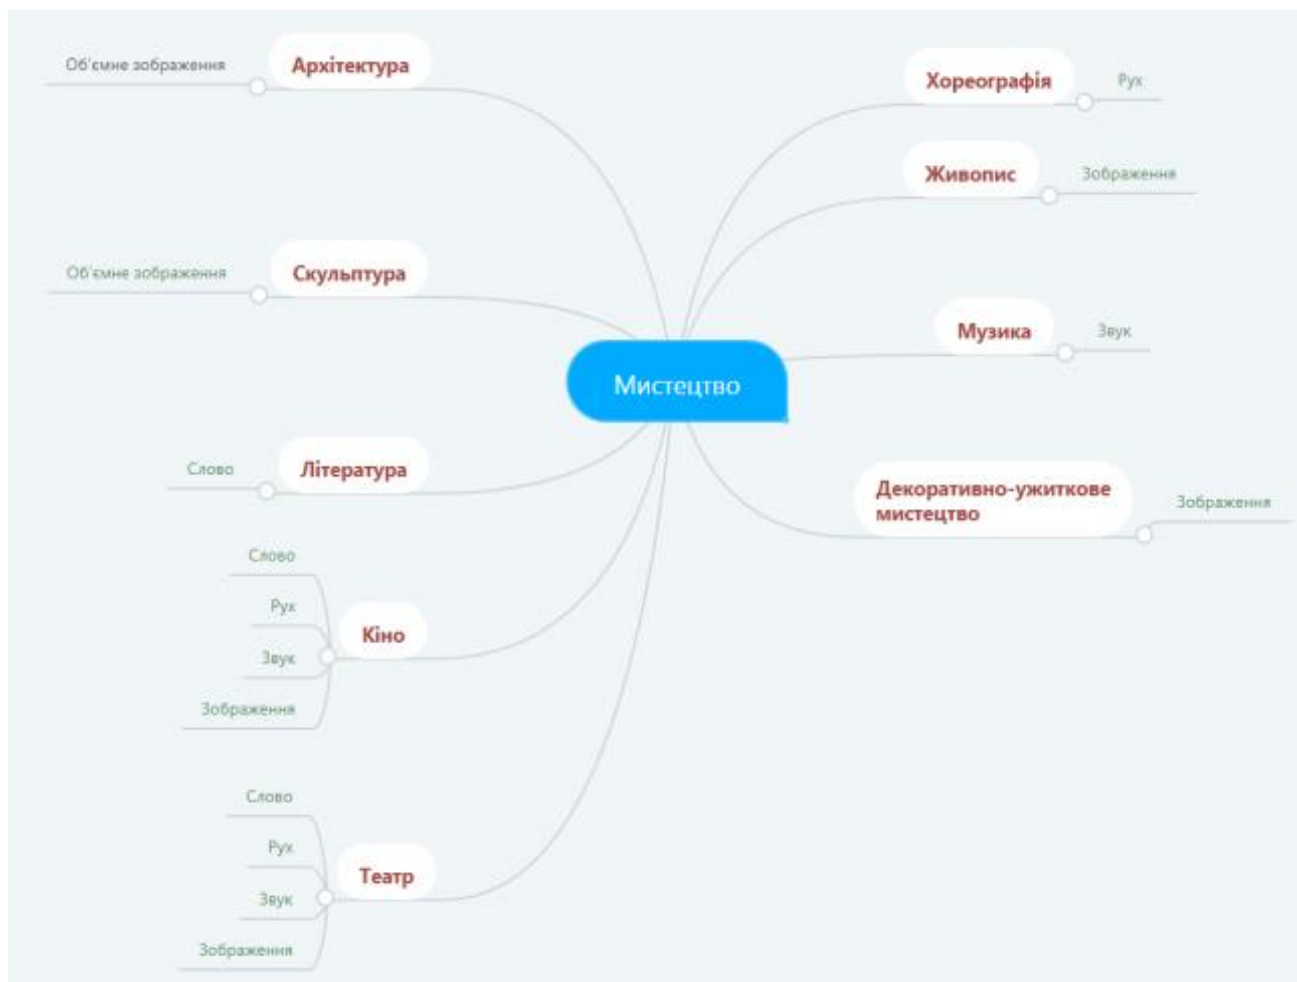 Мистецтво
Архітектура
Об'ємне зображення
Скульптура
Об'ємне зображення
Література
Слово
Кіно
Слово
Рух
Звук
Зображення
Театр
Слово
Рух
Звук
Зображення
Хореографія
Рух
Живопис
Зображення
Музика
Звук
Декоративно-ужиткове
мистецтво
Зображення